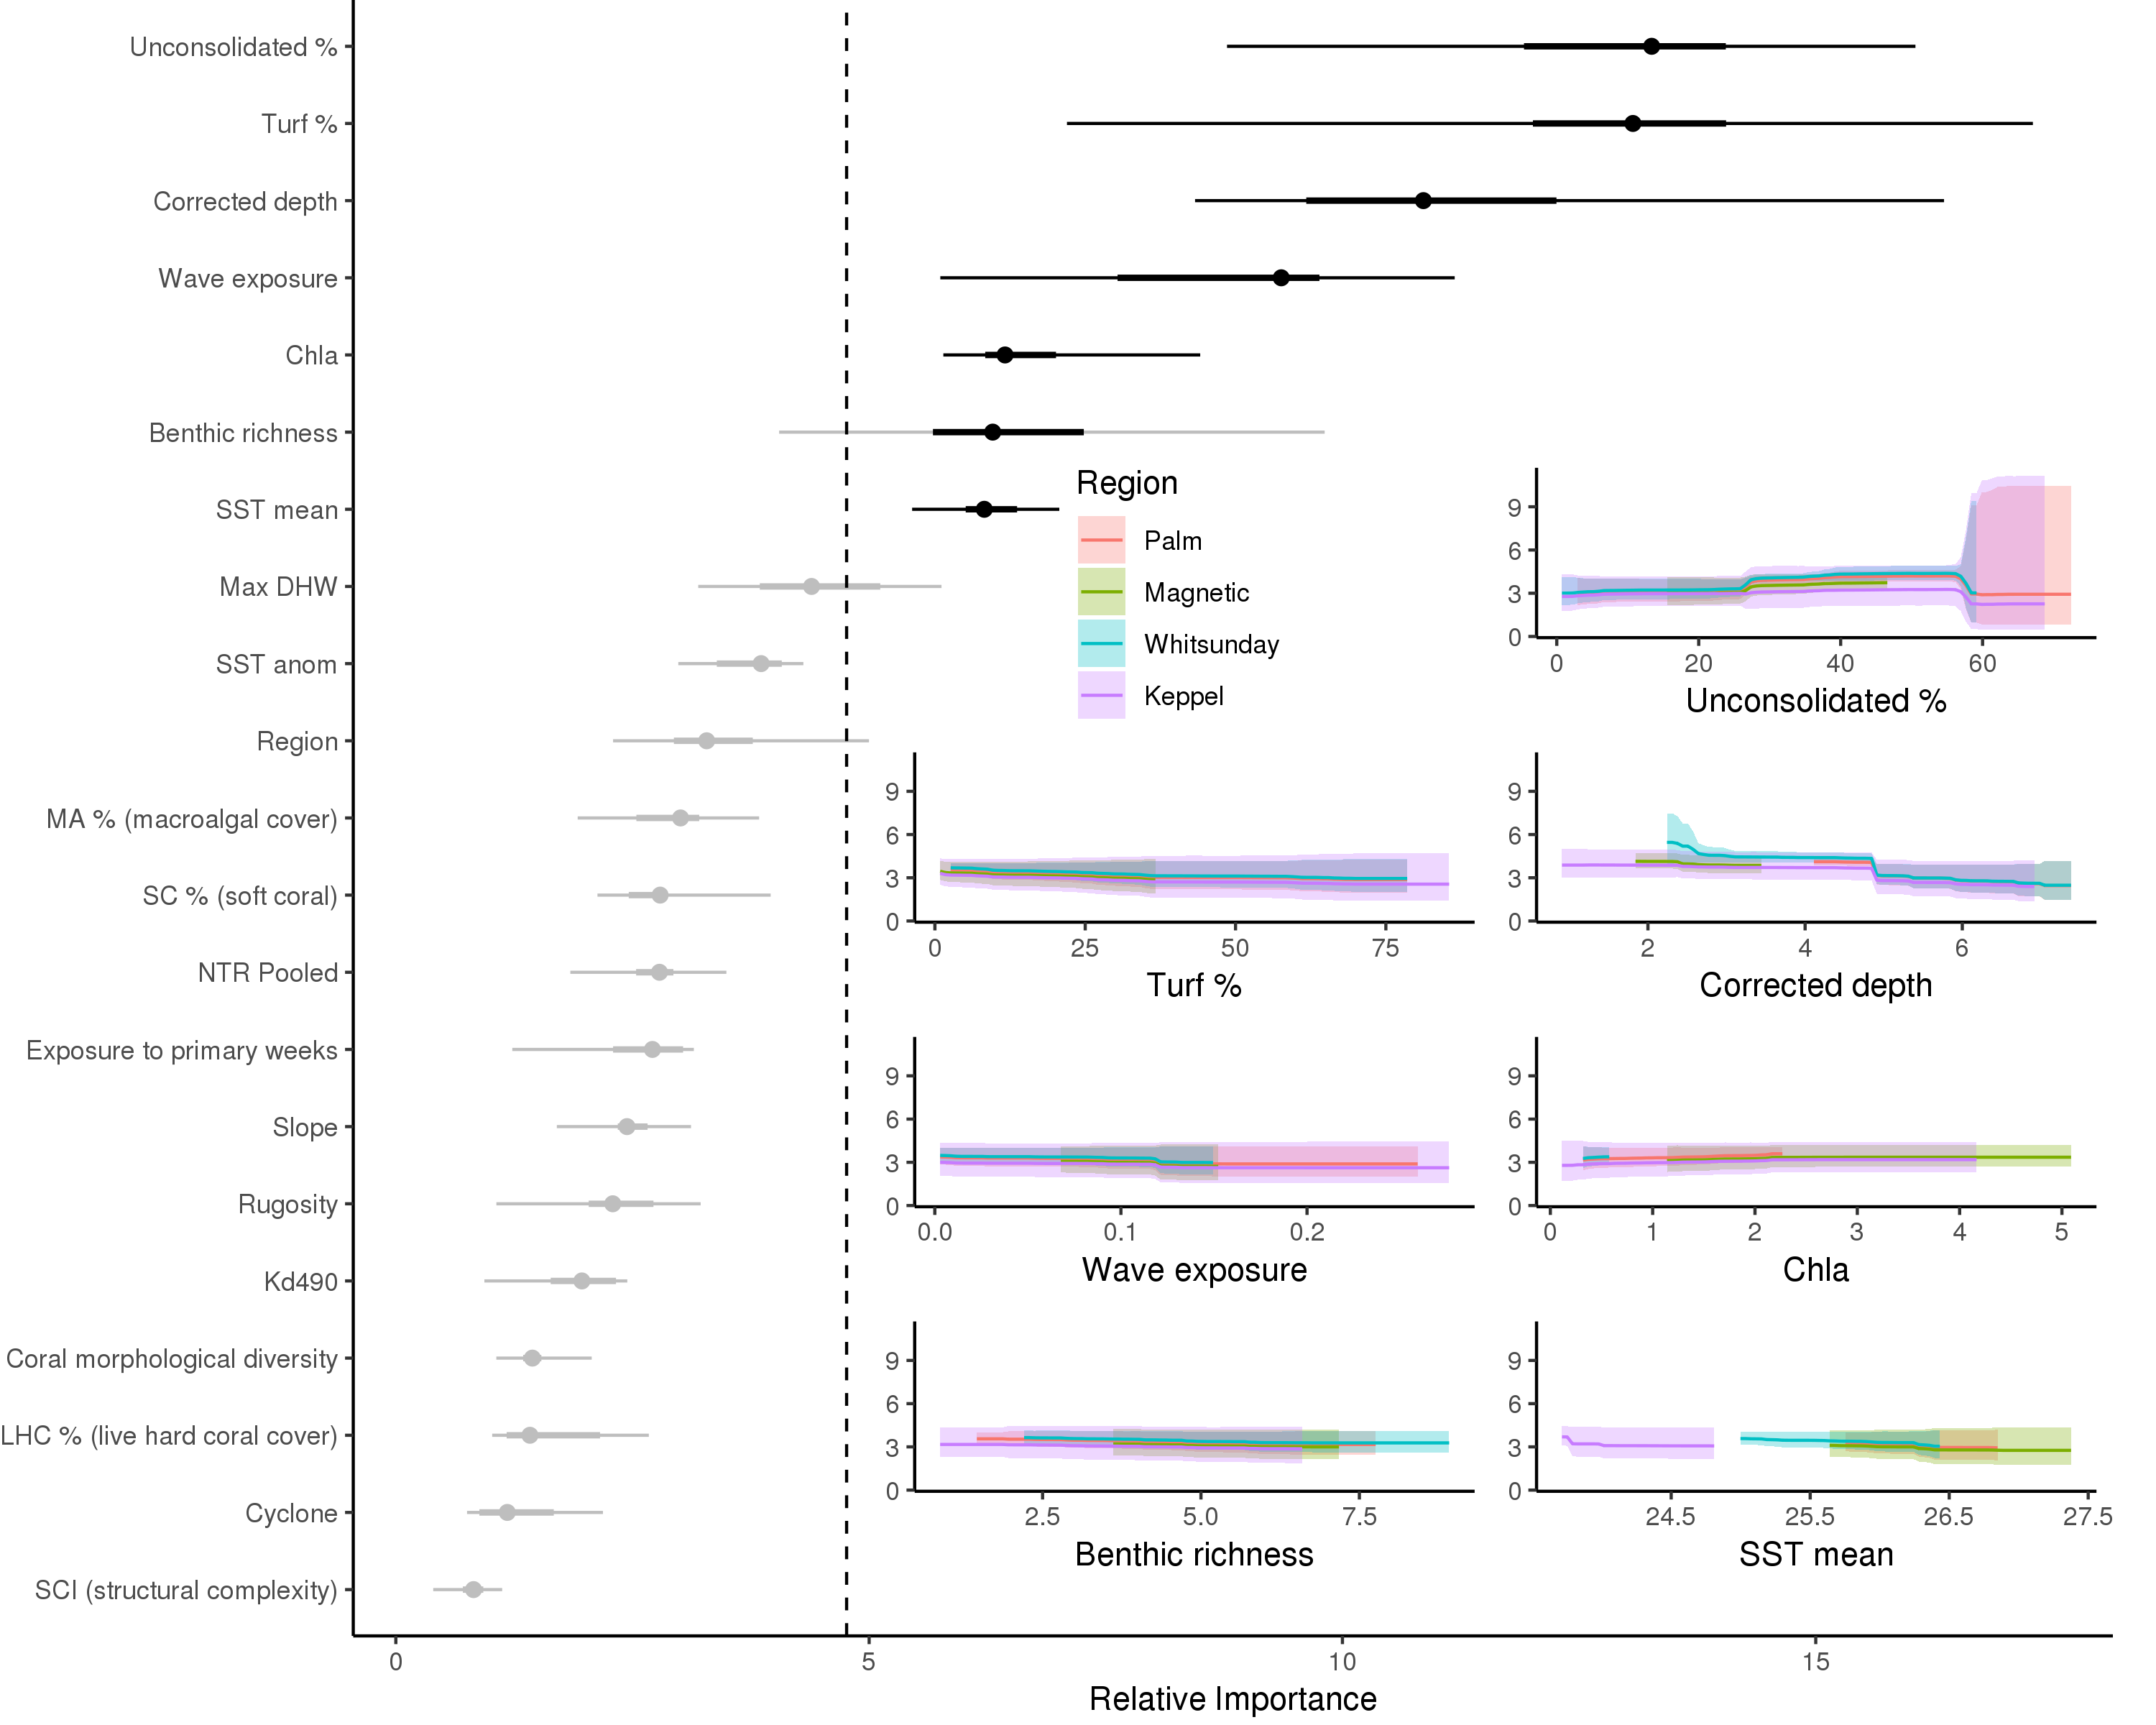 Unconsolidated %
Turf %
Corrected depth
Wave exposure
Chla
Benthic richness
SST mean
Max DHW
SST anom
Region
MA % (macroalgal cover)
SC % (soft coral)
NTR Pooled
Exposure to primary weeks
Slope
Rugosity
Kd490
Coral morphological diversity
LHC % (live hard coral cover)
Cyclone
SCI (structural complexity)
0 5 10 15
Relative Importance
Region
Palm
Magnetic
Whitsunday
Keppel
9
6
3
0
0 20 40 60
Unconsolidated %
9
6
3
0
0 25 50 75
Turf %
9
6
3
0
2 4 6
Corrected depth
9
6
3
0
0.0 0.1 0.2
Wave exposure
9
6
3
0
0 1 2 3 4 5
Chla
9
6
3
0
2.5 5.0 7.5
Benthic richness
9
6
3
0
24.5 25.5 26.5 27.5
SST mean